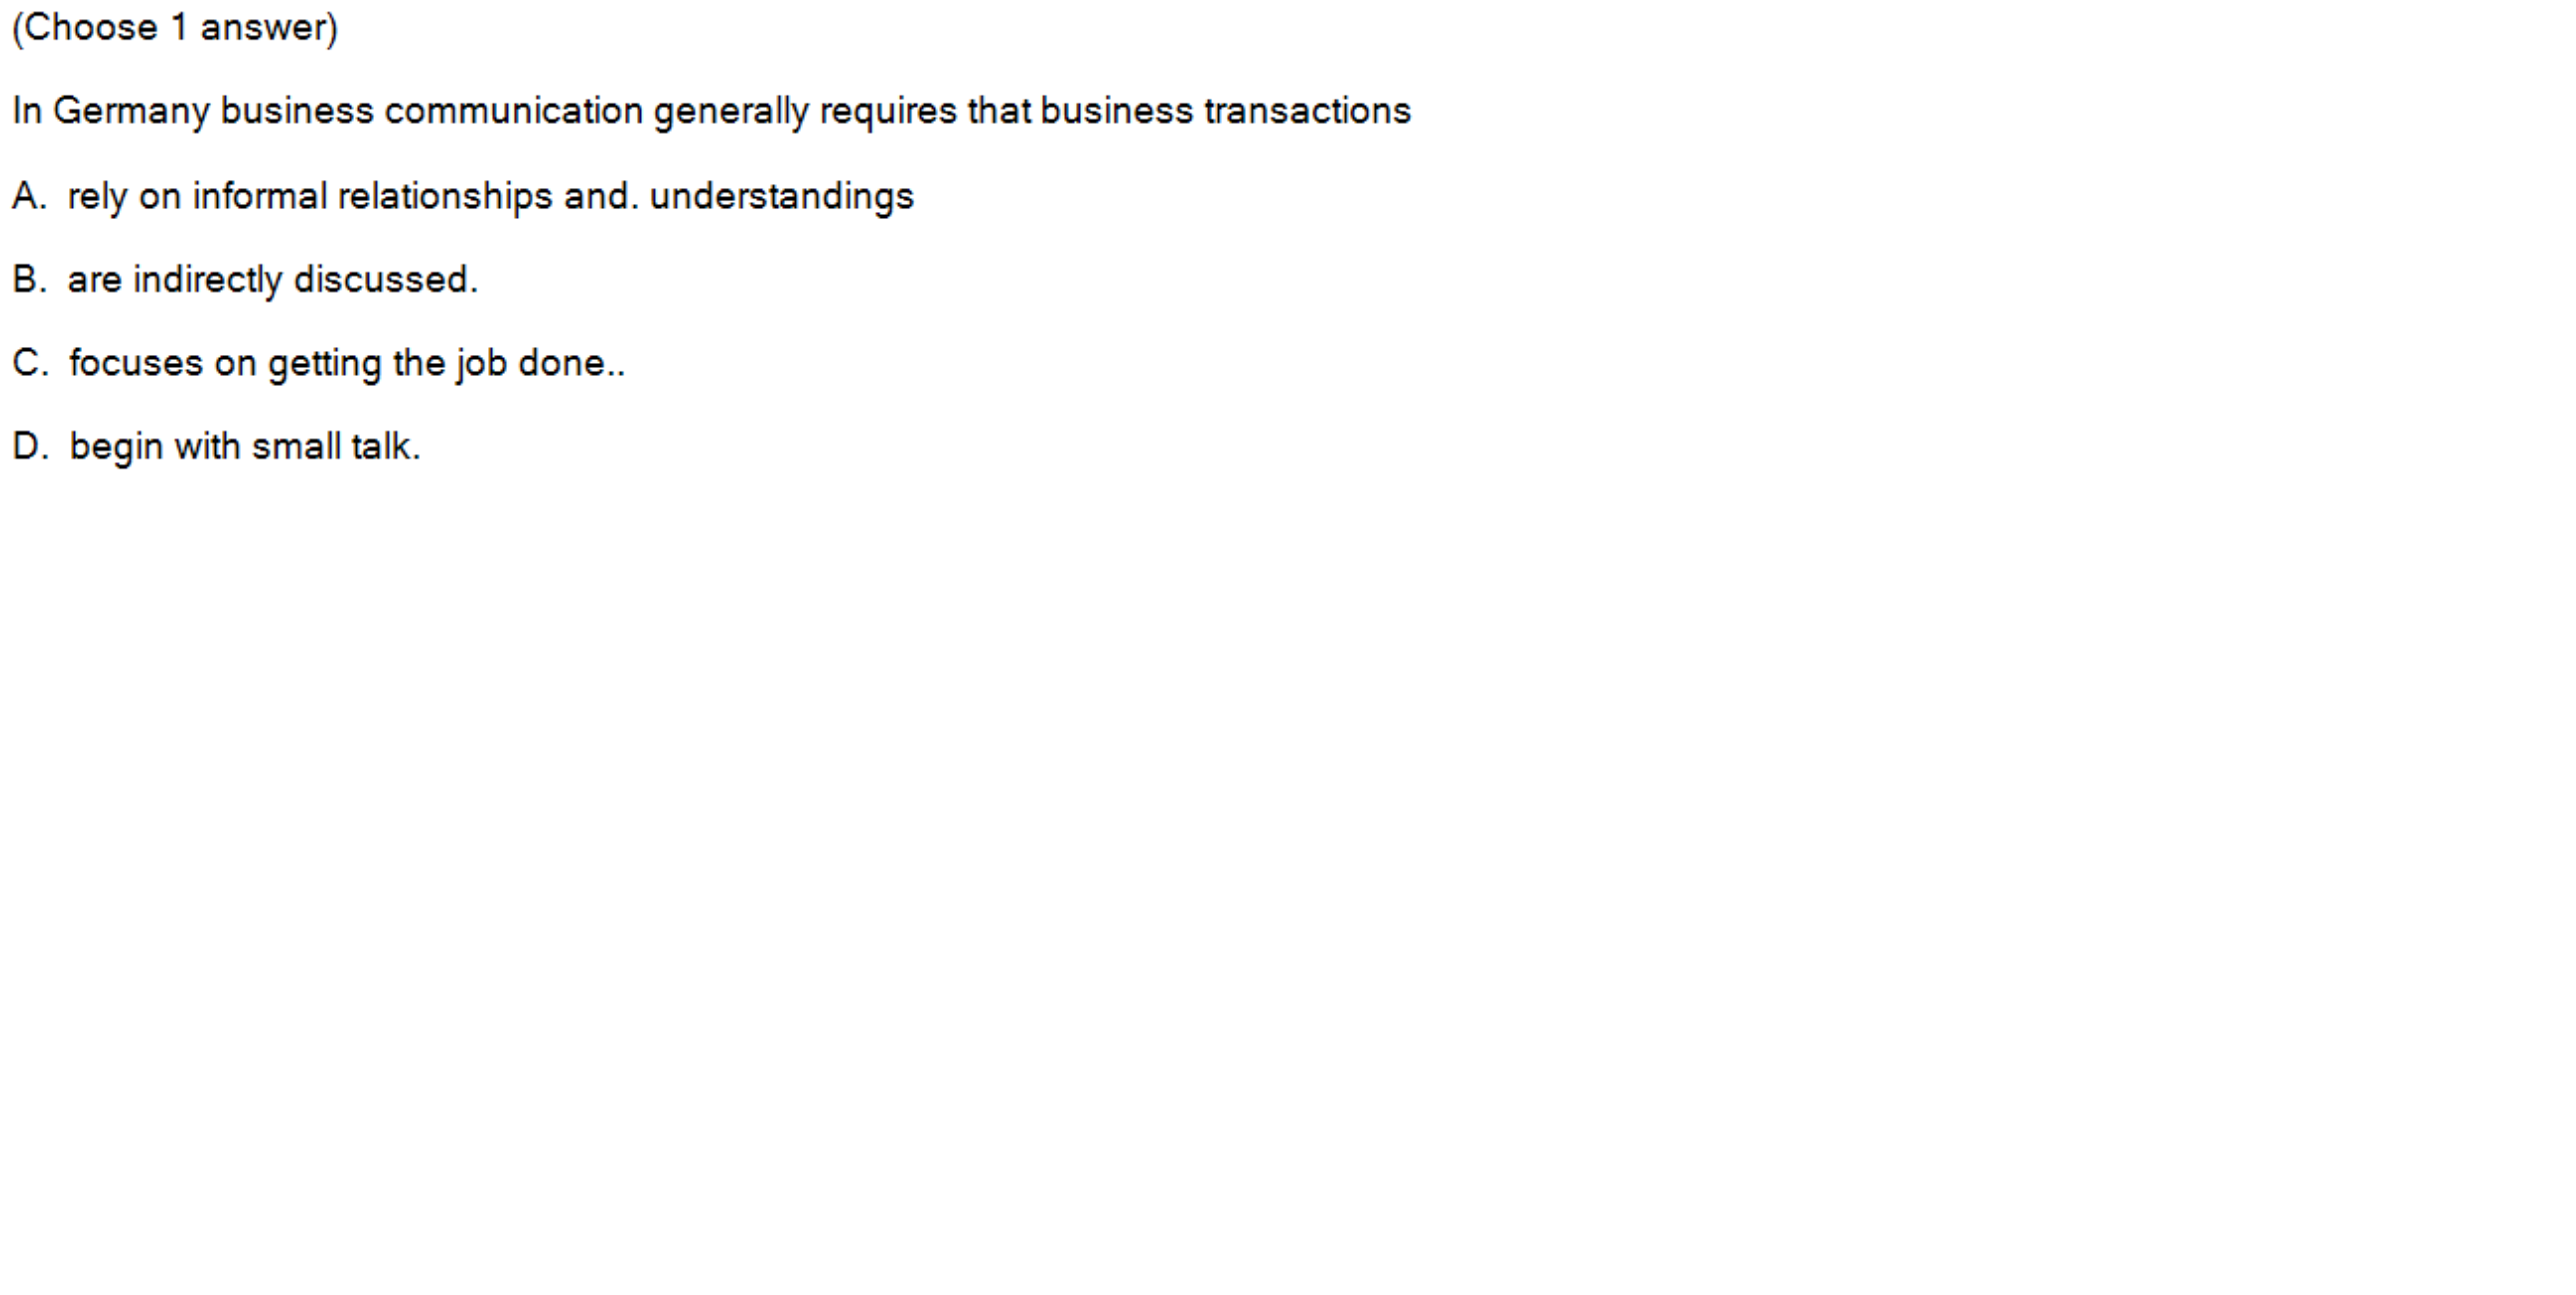 (Choose 1 answer)
In Germany business communication generally requires that business transactions
A. rely on informal relationships and. understandings
B. are indirectly discussed.
C. focuses on getting the job done..
D. begin with small talk.